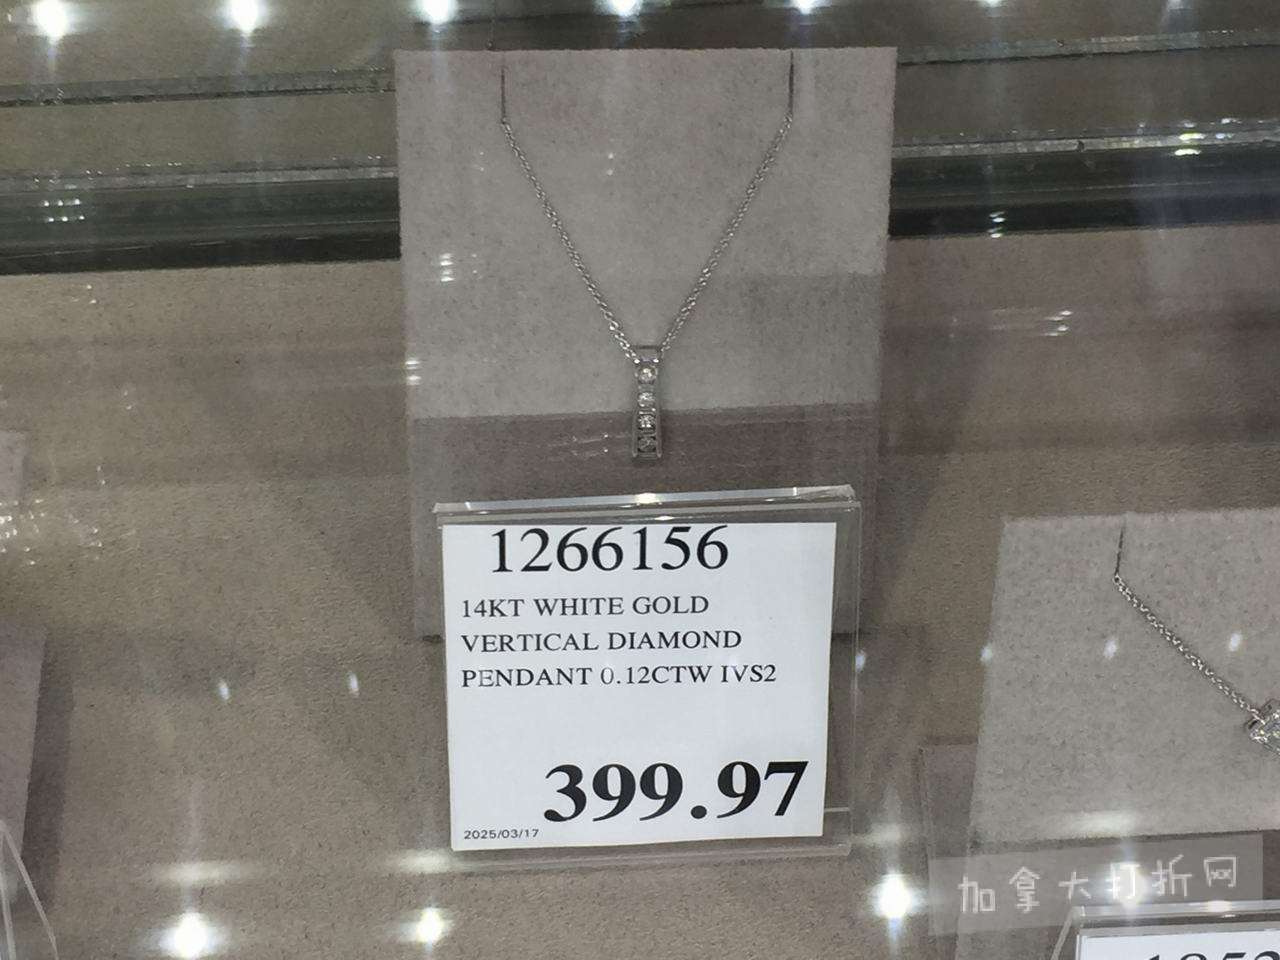 1266156
14KT WHITE GOLD
VERTICAL DIAMOND
PENDANT 0.12CTW IVS2
399.97
2025/03/17
加拿大打折网